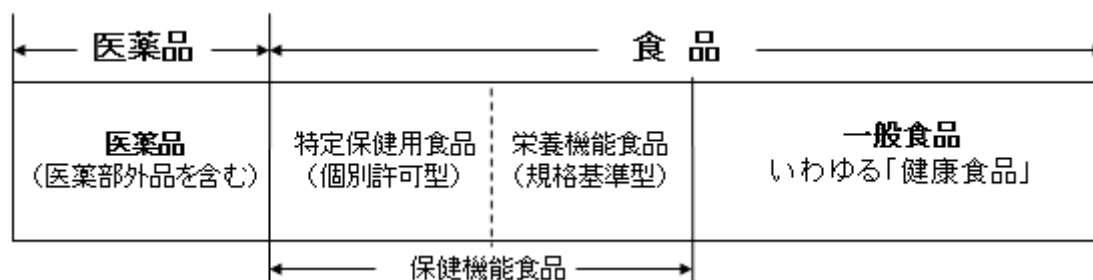 医薬品
食 品
医薬品
（医薬部外品を含む）
特定保健用食品
（個別許可型）
栄養機能食品
（規格基準型）
一般食品
いわゆる「健康食品」
保健機能食品